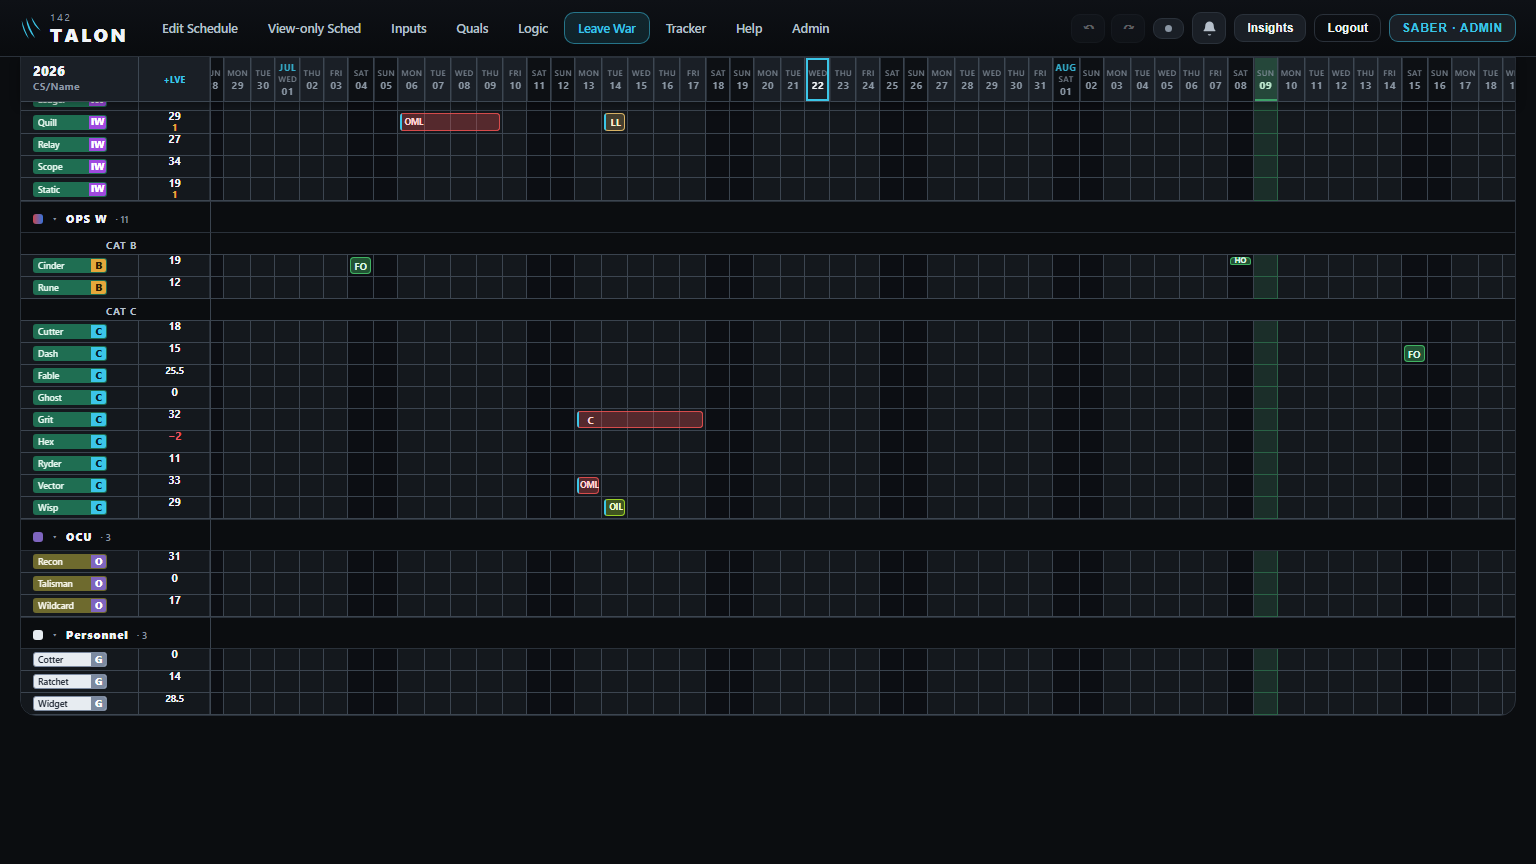 142
TALON
Edit Schedule View-only Sched Inputs Quals Logic Leave War Tracker Help Admin Insights Logout SABER · ADMIN
2026
CS/Name
+LVE
MON 29 TUE 30 JUL WED 01 THU 02 FRI 03 SAT 04 SUN 05 MON 06 TUE 07 WED 08 THU 09 FRI 10 SAT 11 SUN 12 MON 13 TUE 14 WED 15 THU 16 FRI 17 SAT 18 SUN 19 MON 20 TUE 21 WED 22 THU 23 FRI 24 SAT 25 SUN 26 MON 27 TUE 28 WED 29 THU 30 FRI 31 AUG SAT 01 SUN 02 MON 03 TUE 04 WED 05 THU 06 FRI 07 SAT 08 SUN 09 MON 10 TUE 11 WED 12 THU 13 FRI 14 SAT 15 SUN 16 MON 17 TUE 18
Quill IW 29 1 OML LL
Relay IW 27
Scope IW 34
Static IW 19 1
OPS W · 11
CAT B
Cinder B 19 FO HO
Rune B 12
CAT C
Cutter C 18
Dash C 15 FO
Fable C 25.5
Ghost C 0
Grit C 32 C
Hex C −2
Ryder C 11
Vector C 33 OML
Wisp C 29 OIL
OCU · 3
Recon O 31
Talisman O 0
Wildcard O 17
Personnel · 3
Cotter G 0
Ratchet G 14
Widget G 28.5